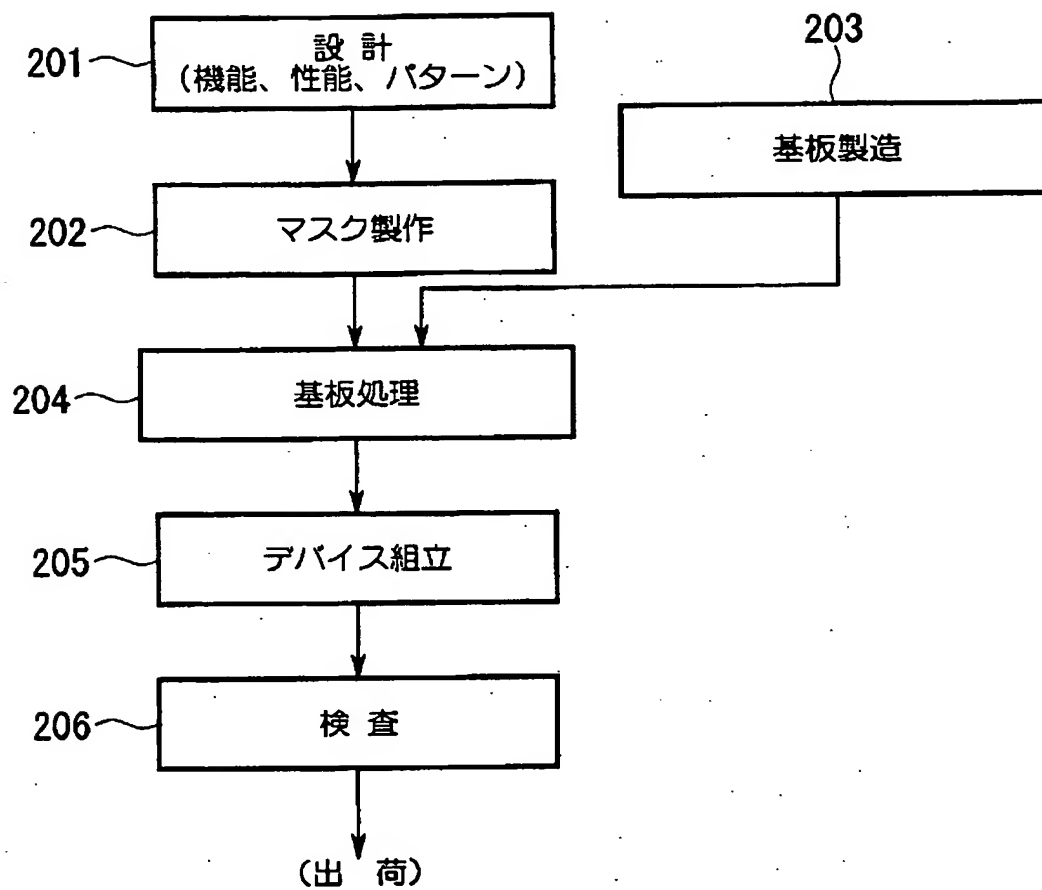 201
設計
(機能、性能、パターン)
203
基板製造
202
マスク製作
204
基板処理
205
デバイス組立
206
検査
(出荷)